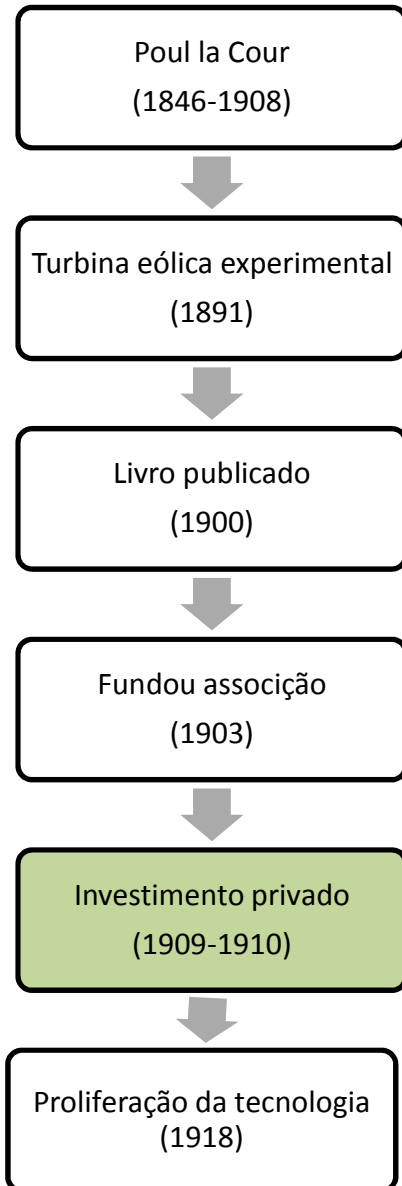 Poul la Cour
(1846-1908)
Turbina eólica experimental
(1891)
Livro publicado
(1900)
Fundou associção
(1903)
Investimento privado
(1909-1910)
Proliferação da tecnologia
(1918)